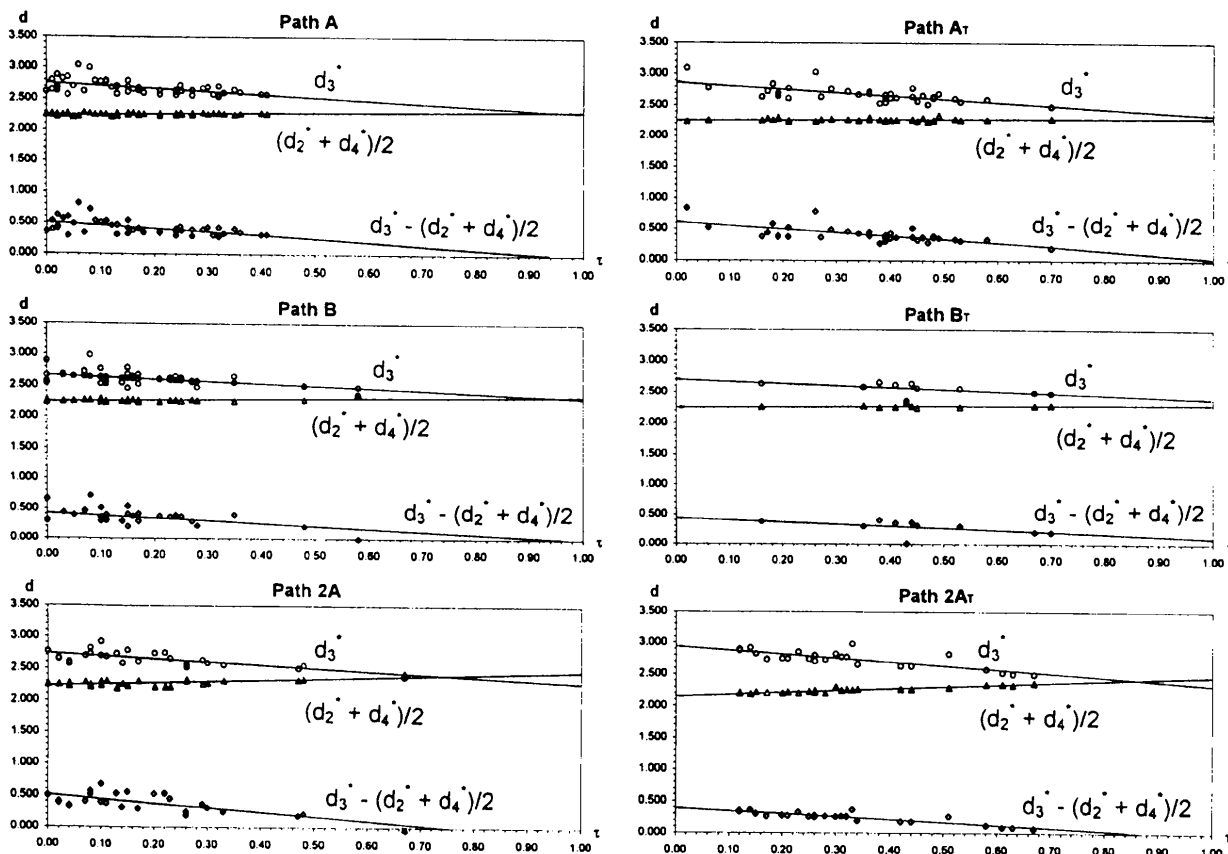 d
Path A
3.500
3.000
2.500
2.000
1.500
1.000
0.500
0.000
d₃*
(d₂* + d₄*)/2
d₃* - (d₂* + d₄*)/2
0.00 0.10 0.20 0.30 0.40 0.50 0.60 0.70 0.80 0.90 1.00 τ
d
Path Aᴛ
3.500
3.000
2.500
2.000
1.500
1.000
0.500
0.000
d₃*
(d₂* + d₄*)/2
d₃* - (d₂* + d₄*)/2
0.00 0.10 0.20 0.30 0.40 0.50 0.60 0.70 0.80 0.90 1.00
d
Path B
3.500
3.000
2.500
2.000
1.500
1.000
0.500
0.000
d₃*
(d₂* + d₄*)/2
d₃* - (d₂* + d₄*)/2
0.00 0.10 0.20 0.30 0.40 0.50 0.60 0.70 0.80 0.90 1.00 τ
d
Path Bᴛ
3.500
3.000
2.500
2.000
1.500
1.000
0.500
0.000
d₃*
(d₂* + d₄*)/2
d₃* - (d₂* + d₄*)/2
0.00 0.10 0.20 0.30 0.40 0.50 0.60 0.70 0.80 0.90 1.00
d
Path 2A
3.500
3.000
2.500
2.000
1.500
1.000
0.500
0.000
d₃*
(d₂* + d₄*)/2
d₃* - (d₂* + d₄*)/2
0.00 0.10 0.20 0.30 0.40 0.50 0.60 0.70 0.80 0.90 1.00 τ
d
Path 2Aᴛ
3.500
3.000
2.500
2.000
1.500
1.000
0.500
0.000
d₃*
(d₂* + d₄*)/2
d₃* - (d₂* + d₄*)/2
0.00 0.10 0.20 0.30 0.40 0.50 0.60 0.70 0.80 0.90 1.00